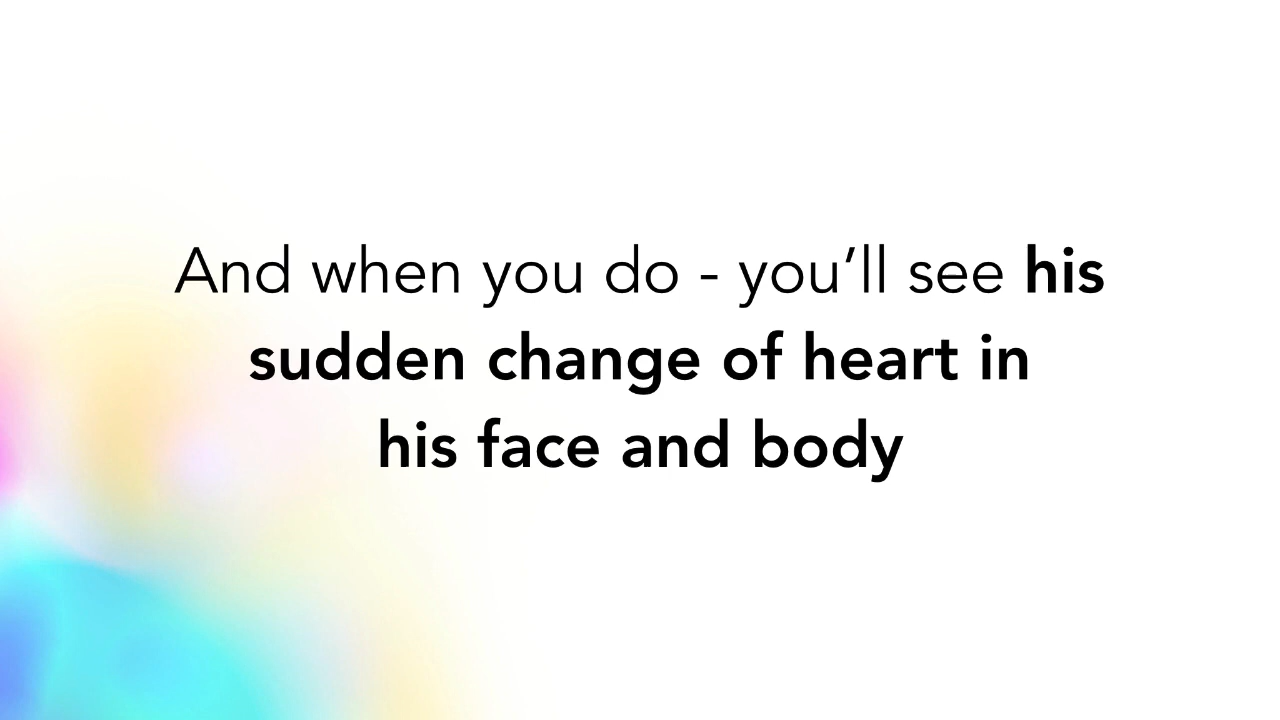 And when you do - you’ll see his
sudden change of heart in
his face and body